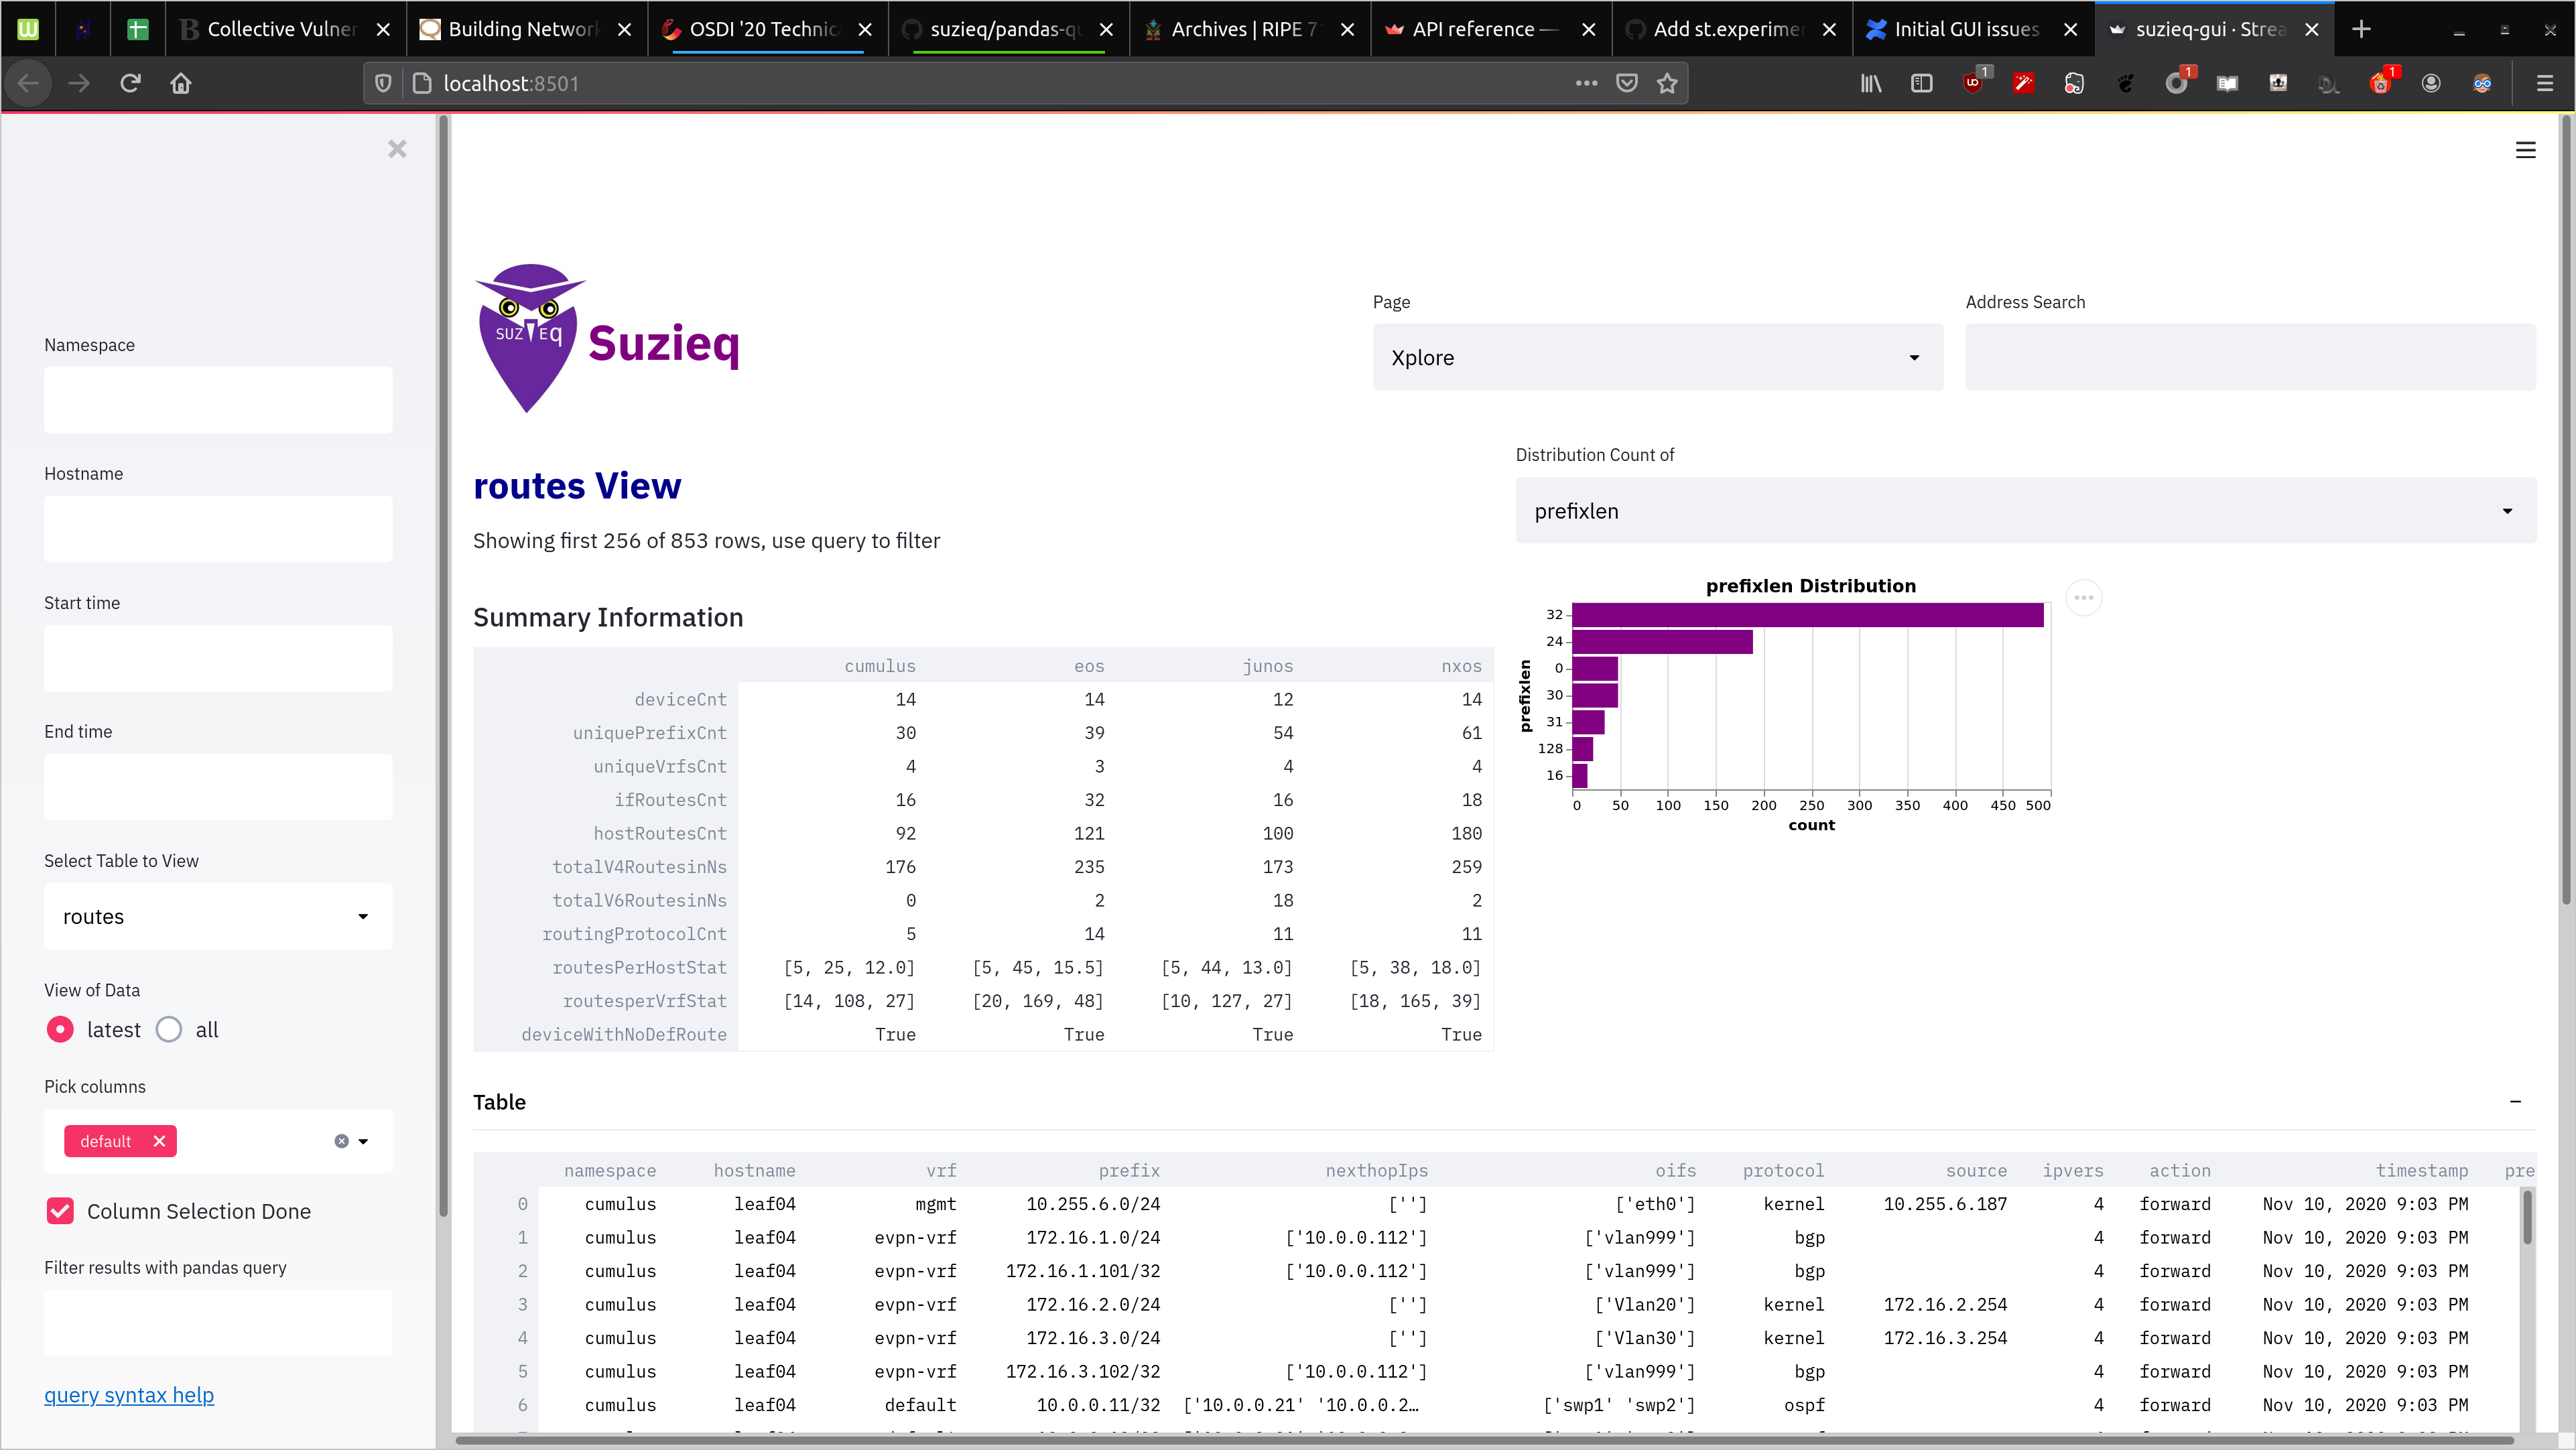 Collective Vulner
Building Network
OSDI '20 Technic
suzieq/pandas-q
Archives | RIPE 7
API reference —
Add st.experimen
Initial GUI issues
suzieq-gui · Strea
localhost:8501
1
1
1
Namespace
Hostname
Start time
End time
Select Table to View
routes
View of Data
latest all
Pick columns
default
Column Selection Done
Filter results with pandas query
query syntax help
SUZ EQ
Suzieq
Page
Xplore
Address Search
routes View
Showing first 256 of 853 rows, use query to filter
Distribution Count of
prefixlen
Summary Information
cumulus eos junos nxos
deviceCnt 14 14 12 14
uniquePrefixCnt 30 39 54 61
uniqueVrfsCnt 4 3 4 4
ifRoutesCnt 16 32 16 18
hostRoutesCnt 92 121 100 180
totalV4RoutesinNs 176 235 173 259
totalV6RoutesinNs 0 2 18 2
routingProtocolCnt 5 14 11 11
routesPerHostStat [5, 25, 12.0] [5, 45, 15.5] [5, 44, 13.0] [5, 38, 18.0]
routesperVrfStat [14, 108, 27] [20, 169, 48] [10, 127, 27] [18, 165, 39]
deviceWithNoDefRoute True True True True
prefixlen Distribution
prefixlen
32
24
0
30
31
128
16
0 50 100 150 200 250 300 350 400 450 500
count
Table
namespace hostname vrf prefix nexthopIps oifs protocol source ipvers action timestamp pre
0 cumulus leaf04 mgmt 10.255.6.0/24 [''] ['eth0'] kernel 10.255.6.187 4 forward Nov 10, 2020 9:03 PM
1 cumulus leaf04 evpn-vrf 172.16.1.0/24 ['10.0.0.112'] ['vlan999'] bgp 4 forward Nov 10, 2020 9:03 PM
2 cumulus leaf04 evpn-vrf 172.16.1.101/32 ['10.0.0.112'] ['vlan999'] bgp 4 forward Nov 10, 2020 9:03 PM
3 cumulus leaf04 evpn-vrf 172.16.2.0/24 [''] ['Vlan20'] kernel 172.16.2.254 4 forward Nov 10, 2020 9:03 PM
4 cumulus leaf04 evpn-vrf 172.16.3.0/24 [''] ['Vlan30'] kernel 172.16.3.254 4 forward Nov 10, 2020 9:03 PM
5 cumulus leaf04 evpn-vrf 172.16.3.102/32 ['10.0.0.112'] ['vlan999'] bgp 4 forward Nov 10, 2020 9:03 PM
6 cumulus leaf04 default 10.0.0.11/32 ['10.0.0.21' '10.0.0.2… ['swp1' 'swp2'] ospf 4 forward Nov 10, 2020 9:03 PM